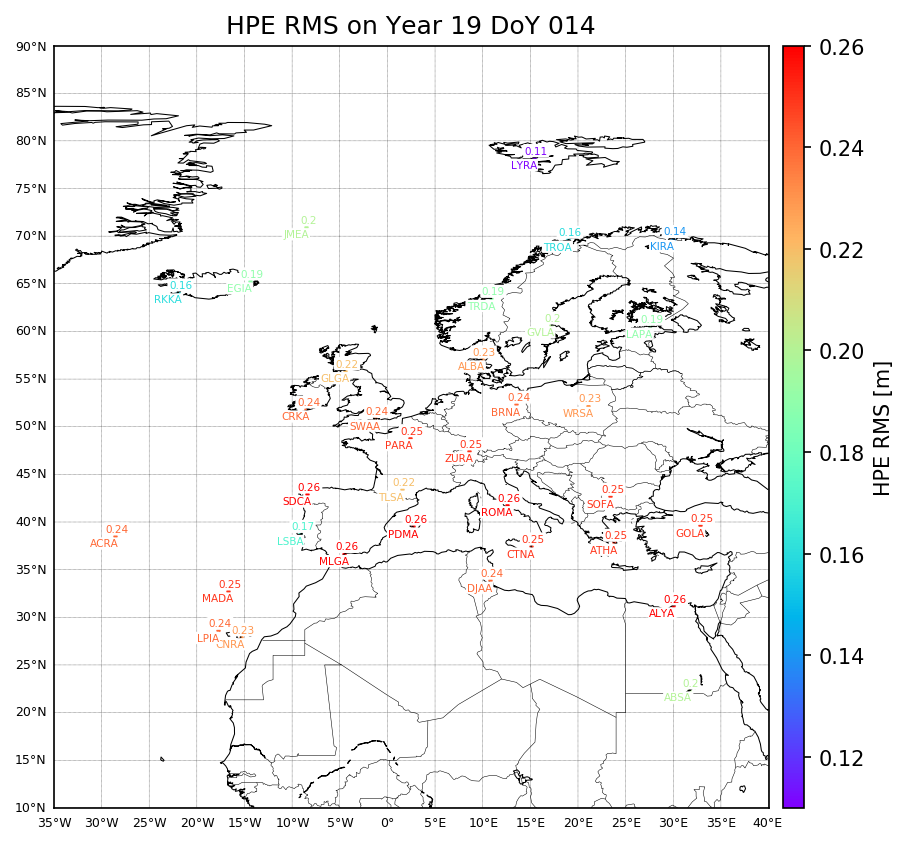 HPE RMS on Year 19 DoY 014
90°N
85°N
80°N
75°N
70°N
65°N
60°N
55°N
50°N
45°N
40°N
35°N
30°N
25°N
20°N
15°N
10°N
35°W
30°W
25°W
20°W
15°W
10°W
5°W
0°
5°E
10°E
15°E
20°E
25°E
30°E
35°E
40°E
0.11
LYRA
0.2
JMEA
0.16
TROA
0.14
KIRA
0.19
EGIA
0.16
RKKA
0.19
TRDA
0.2
GVLA
0.19
LAPA
0.23
ALBA
0.22
GLGA
0.24
CRKA
0.24
SWAA
0.24
BRNA
0.23
WRSA
0.25
PARA
0.25
ZURA
0.26
SDCA
0.22
TLSA
0.26
ROMA
0.25
SOFA
0.17
LSBA
0.26
PDMA
0.25
GOLA
0.24
ACRA
0.26
MLGA
0.25
CTNA
0.25
ATHA
0.25
MADA
0.24
DJAA
0.26
ALYA
0.24
LPIA
0.23
CNRA
0.2
ABSA
0.26
0.24
0.22
0.20
0.18
0.16
0.14
0.12
HPE RMS [m]